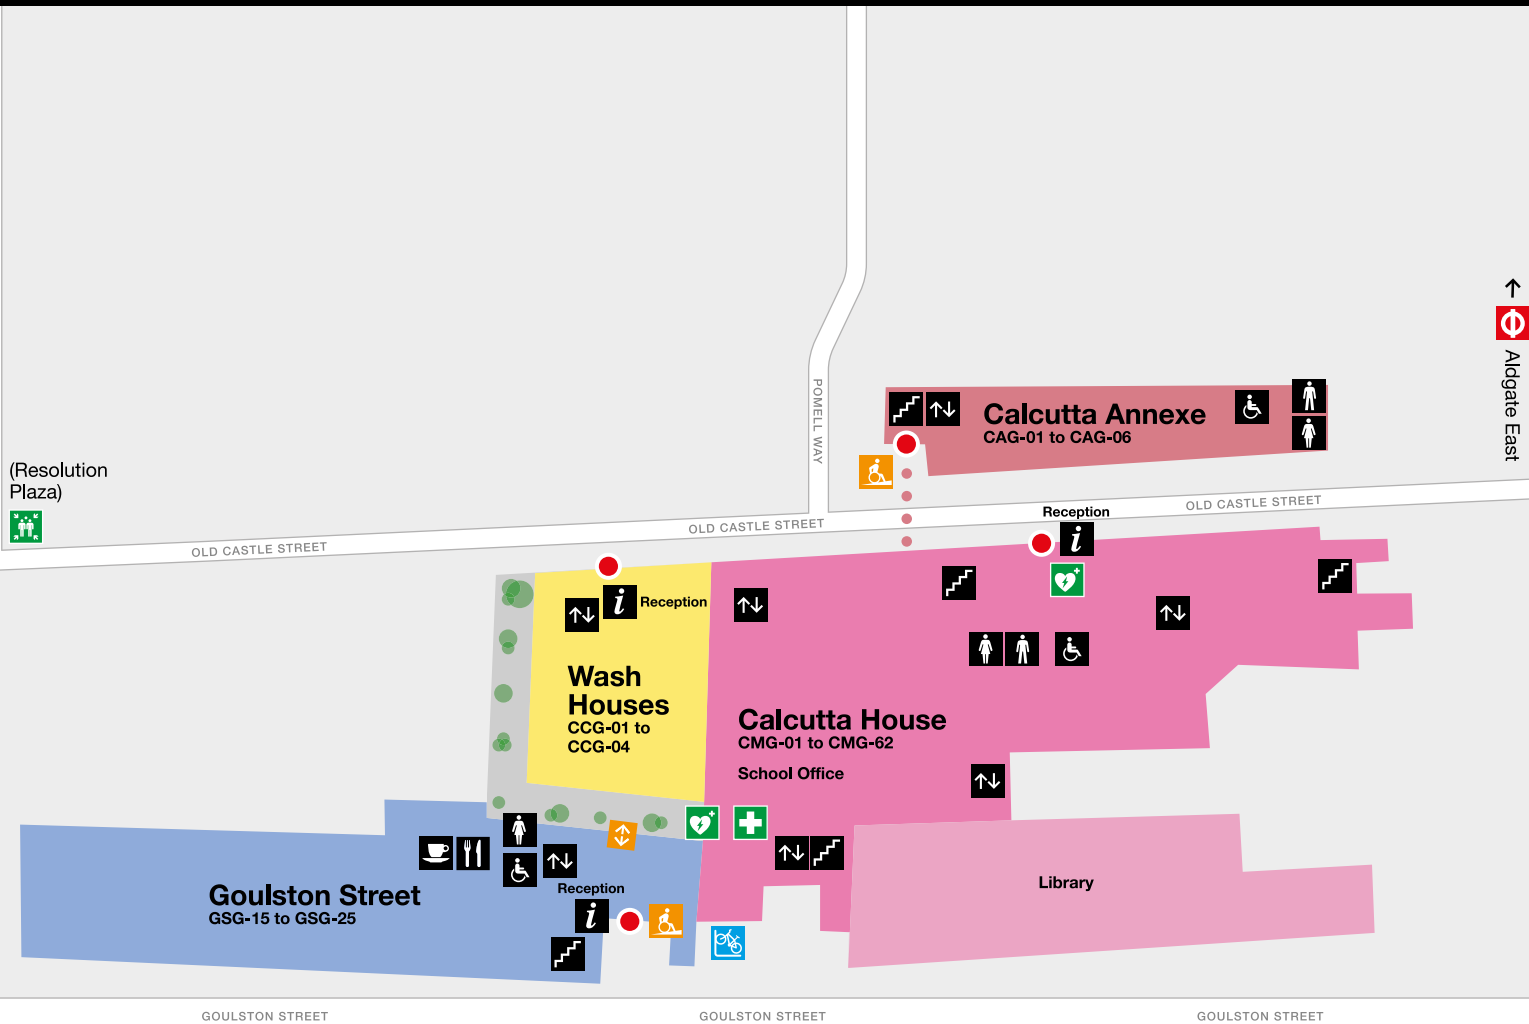 POMELL WAY
Aldgate East
Calcutta Annexe
CAG-01 to CAG-06
(Resolution
Plaza)
OLD CASTLE STREET
OLD CASTLE STREET
OLD CASTLE STREET
Reception
i
i
Reception
Wash
Houses
CCG-01 to
CCG-04
Calcutta House
CMG-01 to CMG-62
School Office
Goulston Street
GSG-15 to GSG-25
Reception
i
Library
GOULSTON STREET
GOULSTON STREET
GOULSTON STREET